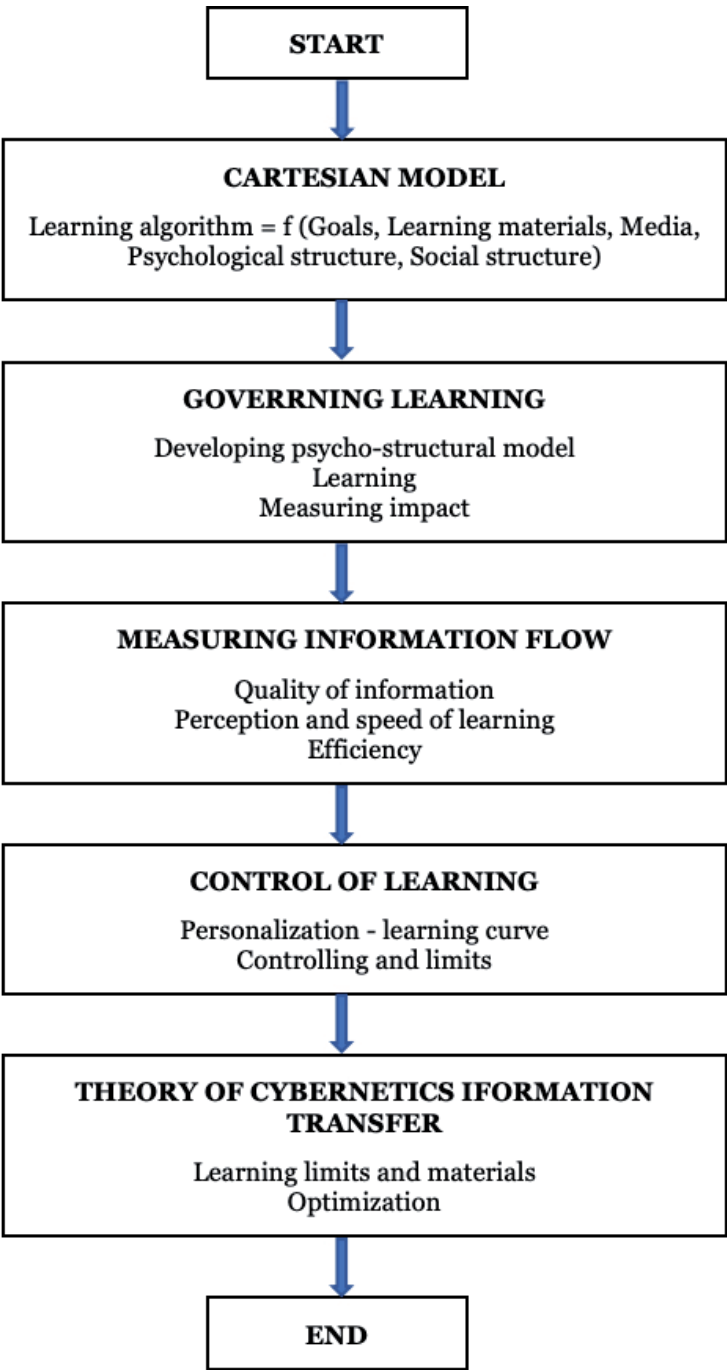 START
CARTESIAN MODEL
Learning algorithm = f (Goals, Learning materials, Media,
Psychological structure, Social structure)
GOVERRNING LEARNING
Developing psycho-structural model
Learning
Measuring impact
MEASURING INFORMATION FLOW
Quality of information
Perception and speed of learning
Efficiency
CONTROL OF LEARNING
Personalization - learning curve
Controlling and limits
THEORY OF CYBERNETICS IFORMATION
TRANSFER
Learning limits and materials
Optimization
END